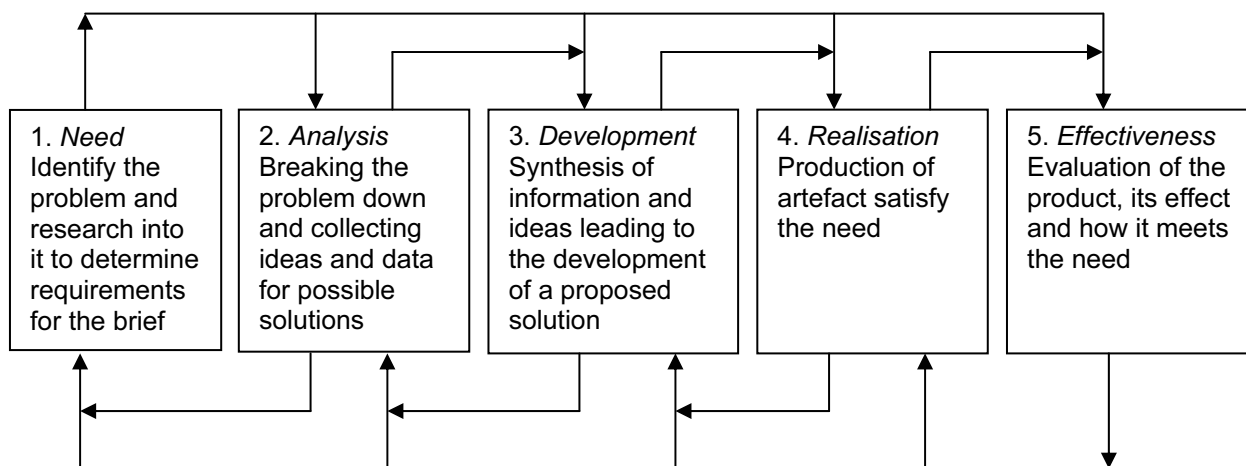 1. Need
Identify the
problem and
research into
it to determine
requirements
for the brief
2. Analysis
Breaking the
problem down
and collecting
ideas and data
for possible
solutions
3. Development
Synthesis of
information and
ideas leading to
the development
of a proposed
solution
4. Realisation
Production of
artefact satisfy
the need
5. Effectiveness
Evaluation of the
product, its effect
and how it meets
the need